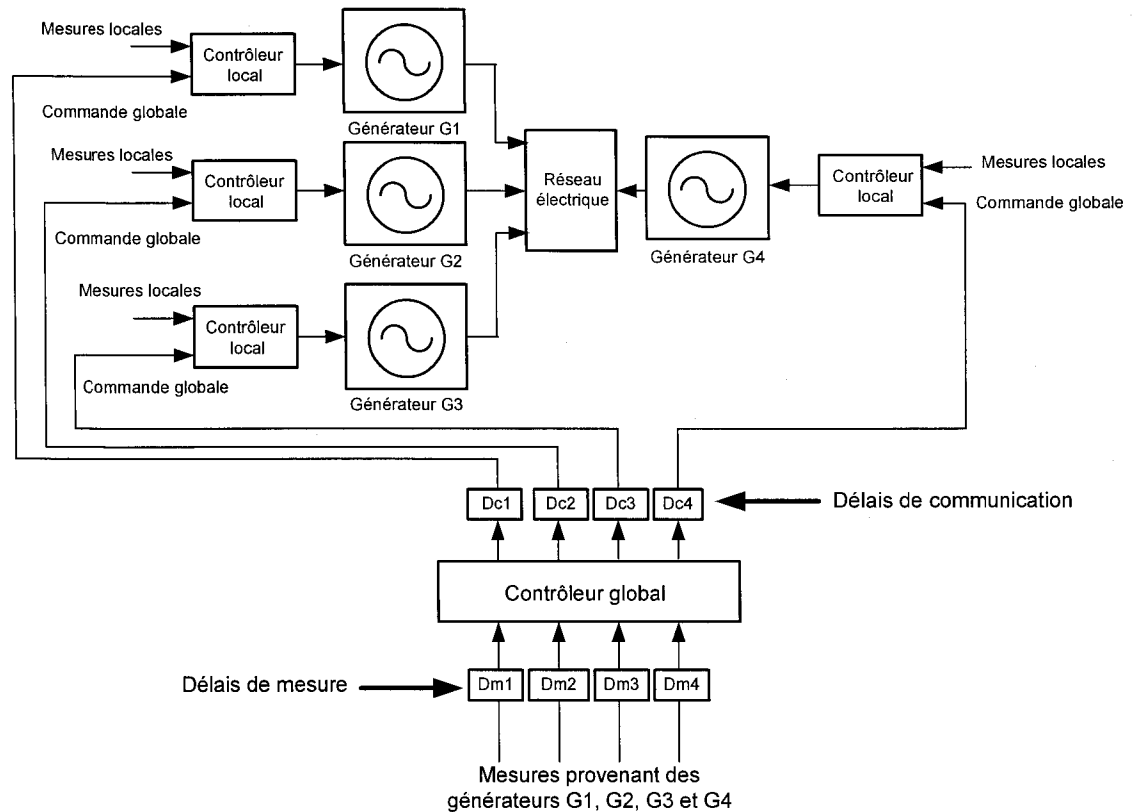 Mesures locales
Contrôleur
local
Commande globale
Générateur G1
Mesures locales
Contrôleur
local
Commande globale
Générateur G2
Mesures locales
Contrôleur
local
Commande globale
Générateur G3
Réseau
électrique
Générateur G4
Contrôleur
local
Mesures locales
Commande globale
Dc1
Dc2
Dc3
Dc4
Délais de communication
Contrôleur global
Délais de mesure
Dm1
Dm2
Dm3
Dm4
Mesures provenant des
générateurs G1, G2, G3 et G4